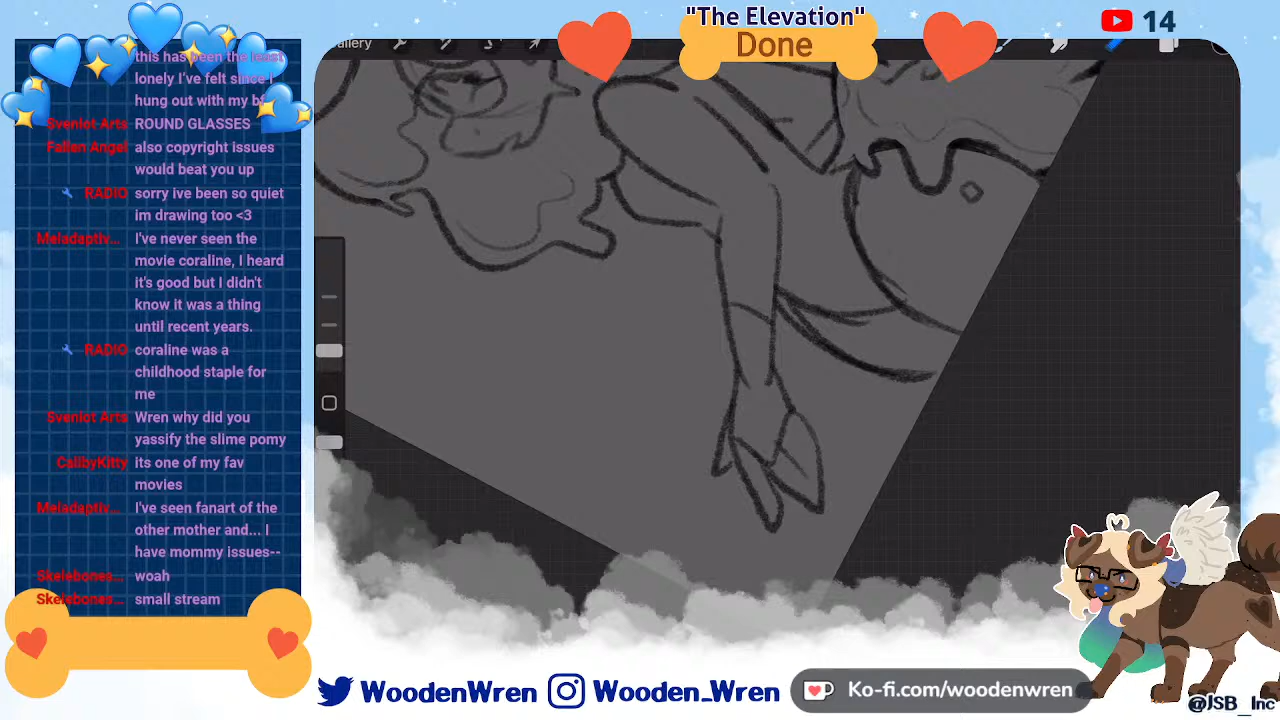 "The Elevation"
Done
14
this has been the least
lonely I've felt since I
hung out with my bf
Svenlot Arts ROUND GLASSES
Fallen Angel also copyright issues
would beat you up
RADIO sorry ive been so quiet
im drawing too <3
Meladaptiv... I've never seen the
movie coraline, I heard
it's good but I didn't
know it was a thing
until recent years.
RADIO coraline was a
childhood staple for
me
Svenlot Arts Wren why did you
yassify the slime pomy
CalibyKitty its one of my fav
movies
Meladaptiv... I've seen fanart of the
other mother and... I
have mommy issues--
Skelebones... woah
Skelebones... small stream
WoodenWren
Wooden_Wren
Ko-fi.com/woodenwren
@JSB_Inc